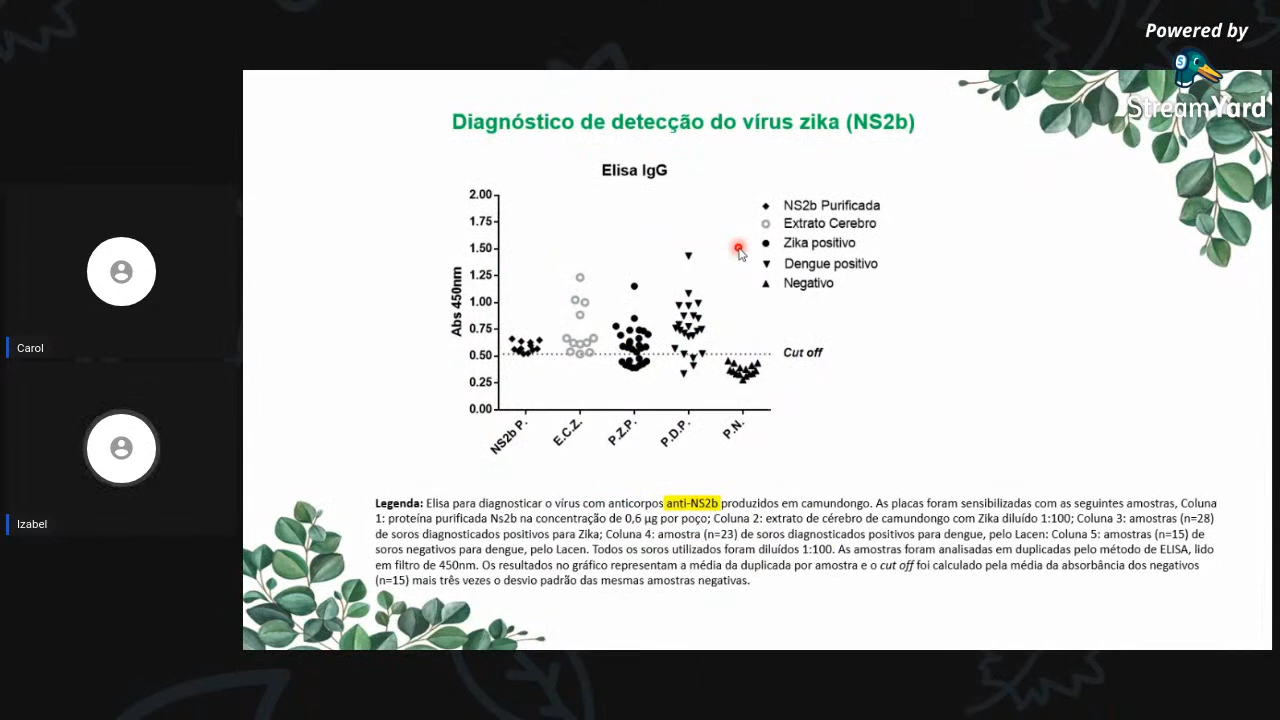 Powered by
StreamYard
Diagnóstico de detecção do vírus zika (NS2b)
Elisa IgG
2.00
1.75
1.50
1.25
1.00
0.75
0.50
0.25
0.00
Abs 450nm
NS2b P.
E.C.Z.
P.Z.P.
P.D.P.
P.N.
NS2b Purificada
Extrato Cerebro
Zika positivo
Dengue positivo
Negativo
Cut off
Legenda: Elisa para diagnosticar o vírus com anticorpos anti-NS2b produzidos em camundongo. As placas foram sensibilizadas com as seguintes amostras, Coluna
1: proteína purificada Ns2b na concentração de 0,6 µg por poço; Coluna 2: extrato de cérebro de camundongo com Zika diluído 1:100; Coluna 3: amostras (n=28)
de soros diagnosticados positivos para Zika; Coluna 4: amostra (n=23) de soros diagnosticados positivos para dengue, pelo Lacen: Coluna 5: amostras (n=15) de
soros negativos para dengue, pelo Lacen. Todos os soros utilizados foram diluídos 1:100. As amostras foram analisadas em duplicadas pelo método de ELISA, lido
em filtro de 450nm. Os resultados no gráfico representam a média da duplicada por amostra e o cut off foi calculado pela média da absorbância dos negativos
(n=15) mais três vezes o desvio padrão das mesmas amostras negativas.
Carol
Izabel